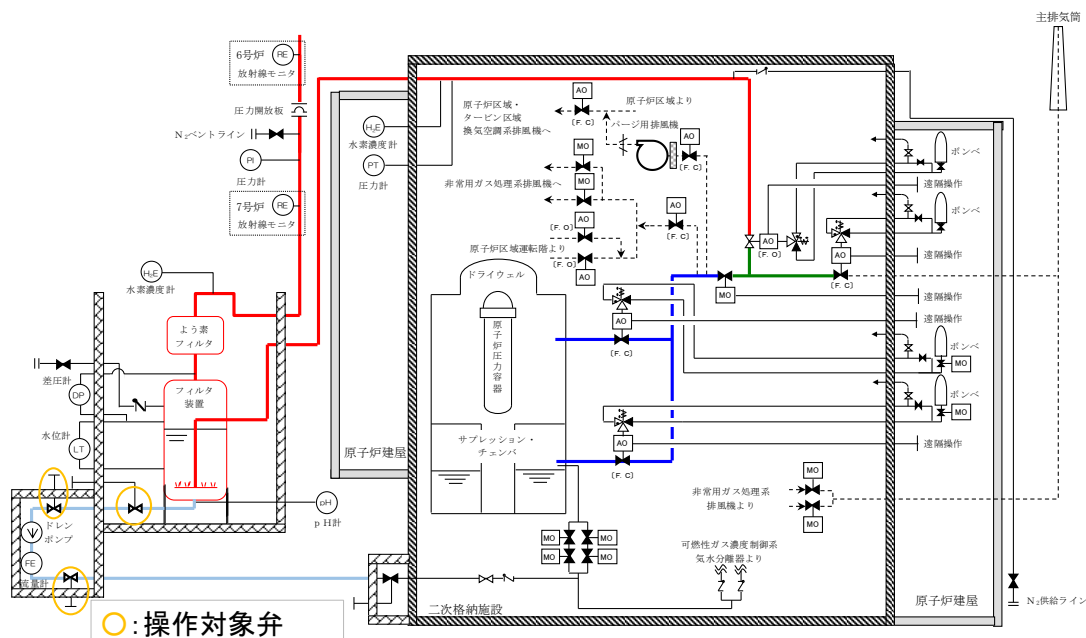 主排気筒
6号炉
RE
放射線モニタ
圧力開放板
N₂ベントライン
PI
圧力計
7号炉
RE
放射線モニタ
H₂E
水素濃度計
よう素
フィルタ
フィルタ
装置
差圧計
DP
水位計
LT
ドレン
ポンプ
FE
流量計
pH
pH計
H₂E
水素濃度計
PT
圧力計
原子炉建屋
原子炉区域・
タービン区域
換気空調系排風機へ
AO
(F. C)
原子炉区域より
パージ用排風機
AO
(F. C)
MO
非常用ガス処理系排風機へ
MO
AO
(F. C)
AO
(F. O)
原子炉区域運転階より
(F. O)
AO
ドライウェル
原子炉圧力容器
サプレッション・
チェンバ
AO
(F. O)
AO
(F. C)
MO
AO
(F. C)
AO
(F. C)
ボンベ
遠隔操作
ボンベ
遠隔操作
遠隔操作
遠隔操作
ボンベ
MO
ボンベ
MO
遠隔操作
MO
非常用ガス処理系
排風機より
MO
MO
MO
MO
MO
可燃性ガス濃度制御系
気水分離器より
二次格納施設
原子炉建屋
N₂供給ライン
:操作対象弁